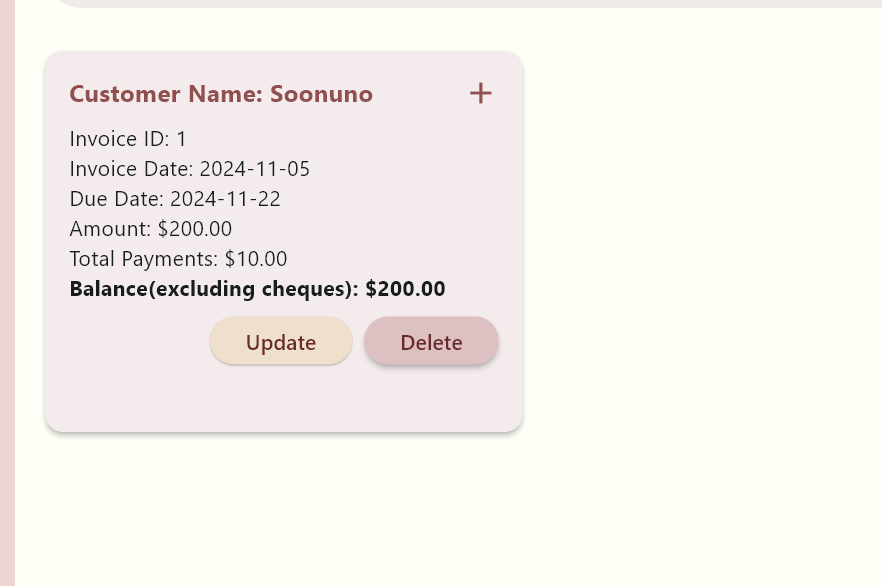 Customer Name: Soonuno
Invoice ID: 1
Invoice Date: 2024-11-05
Due Date: 2024-11-22
Amount: $200.00
Total Payments: $10.00
Balance(excluding cheques): $200.00
Update Delete